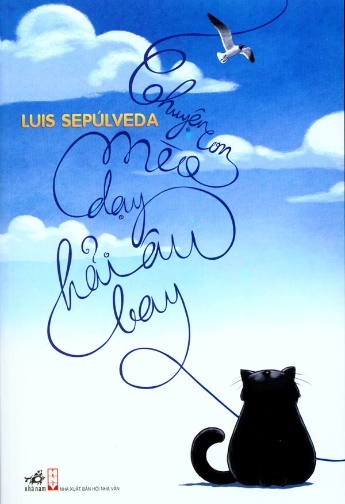 LUIS SEPÚLVEDA
Chuyện con
mèo
dạy
hải âu
bay
nhã nam
NHÀ XUẤT BẢN HỘI NHÀ VĂN